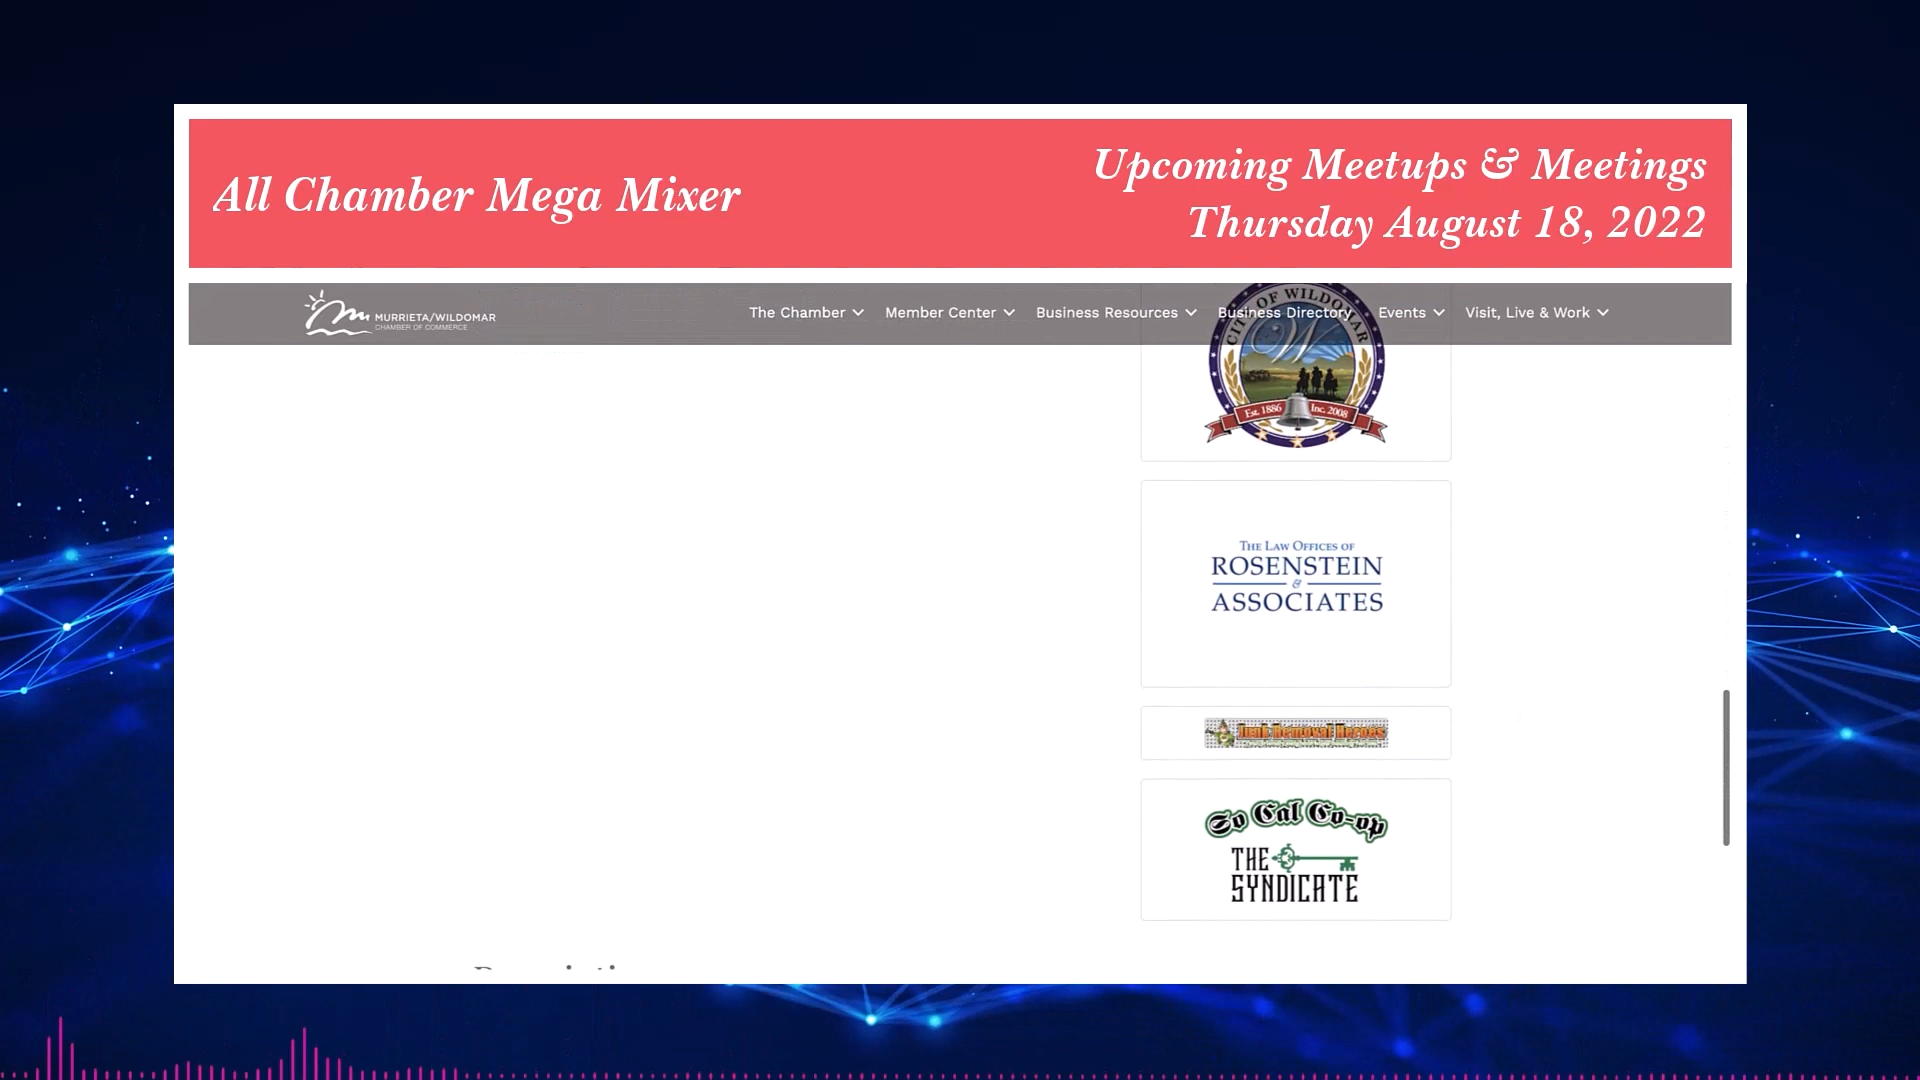 All Chamber Mega Mixer
Upcoming Meetups & Meetings
Thursday August 18, 2022
MURRIETA/WILDOMAR
CHAMBER OF COMMERCE
The Chamber
Member Center
Business Resources
Business Directory
Events
Visit, Live & Work
CITY OF WILDOMAR
W
Est. 1886
Inc. 2008
THE LAW OFFICES OF
ROSENSTEIN
&
ASSOCIATES
Junk Removal Heroes
So Cal Co-op
THE
SYNDICATE